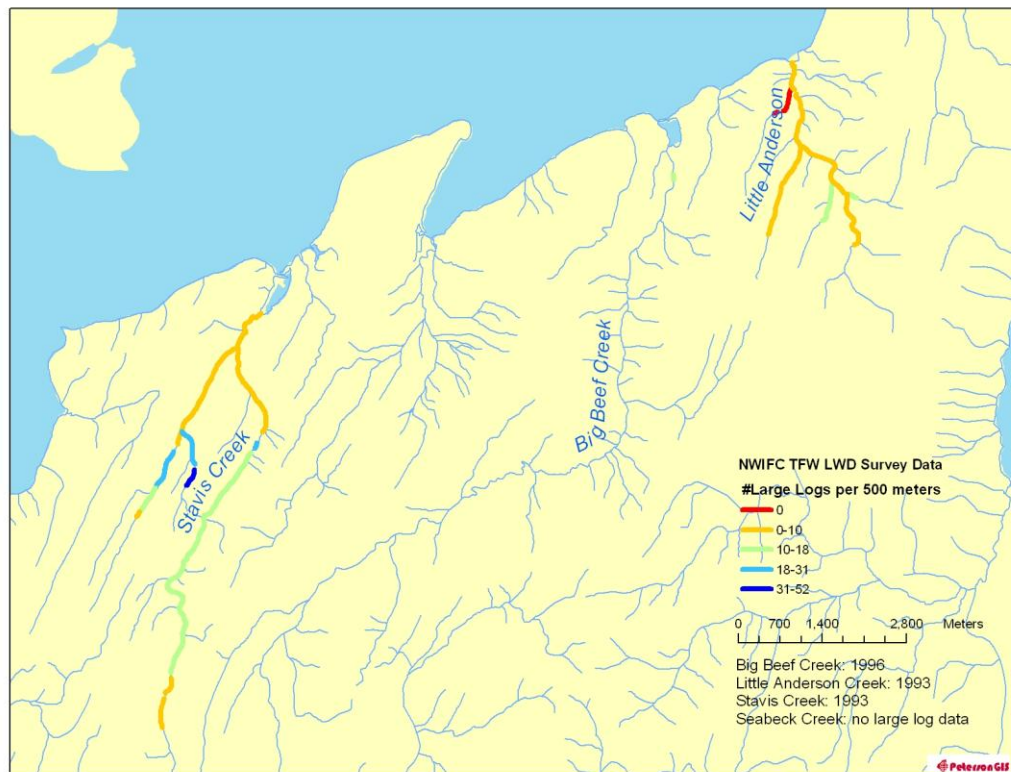 Little Anderson
Big Beef Creek
Stavis Creek
NWIFC TFW LWD Survey Data
#Large Logs per 500 meters
0
0-10
10-18
18-31
31-52
0 700 1,400 2,800 Meters
Big Beef Creek: 1996
Little Anderson Creek: 1993
Stavis Creek: 1993
Seabeck Creek: no large log data
PetersonGIS